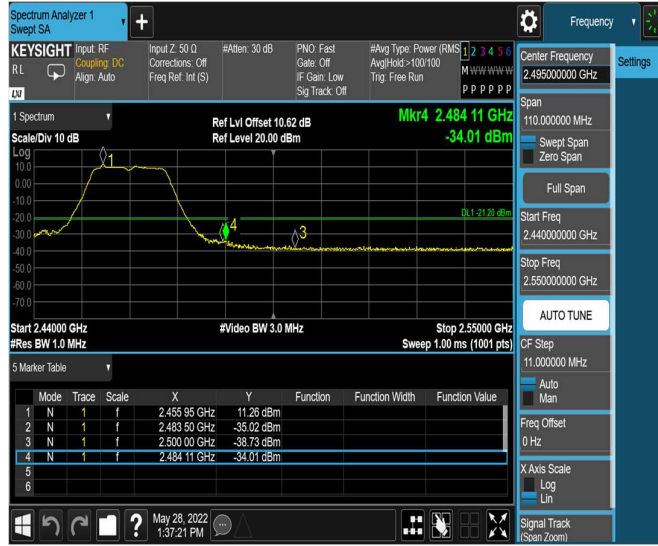 Spectrum Analyzer 1
Swept SA
+
Frequency
KEYSIGHT
RL
LXI
Input: RF
Coupling: DC
Align: Auto
Input Z: 50 Ω
Corrections: Off
Freq Ref: Int (S)
#Atten: 30 dB
PNO: Fast
Gate: Off
IF Gain: Low
Sig Track: Off
#Avg Type: Power (RMS
Avg|Hold:>100/100
Trig: Free Run
1 2 3 4 5 6
M W W W W W
P P P P P P
1 Spectrum
Scale/Div 10 dB
Log
Ref Lvl Offset 10.62 dB
Ref Level 20.00 dBm
Mkr4 2.484 11 GHz
-34.01 dBm
10.0
0.00
-10.0
-20.0
-30.0
-40.0
-50.0
-60.0
-70.0
1
4
3
DL1 -21.20 dBm
Start 2.44000 GHz
#Video BW 3.0 MHz
Stop 2.55000 GHz
#Res BW 1.0 MHz
Sweep 1.00 ms (1001 pts)
5 Marker Table
Mode Trace Scale X Y Function Function Width Function Value
1 N 1 f 2.455 95 GHz 11.26 dBm
2 N 1 f 2.483 50 GHz -35.02 dBm
3 N 1 f 2.500 00 GHz -38.73 dBm
4 N 1 f 2.484 11 GHz -34.01 dBm
5
6
May 28, 2022
1:37:21 PM
?
Center Frequency
2.495000000 GHz
Settings
Span
110.000000 MHz
Swept Span
Zero Span
Full Span
Start Freq
2.440000000 GHz
Stop Freq
2.550000000 GHz
AUTO TUNE
CF Step
11.000000 MHz
Auto
Man
Freq Offset
0 Hz
X Axis Scale
Log
Lin
Signal Track
(Span Zoom)